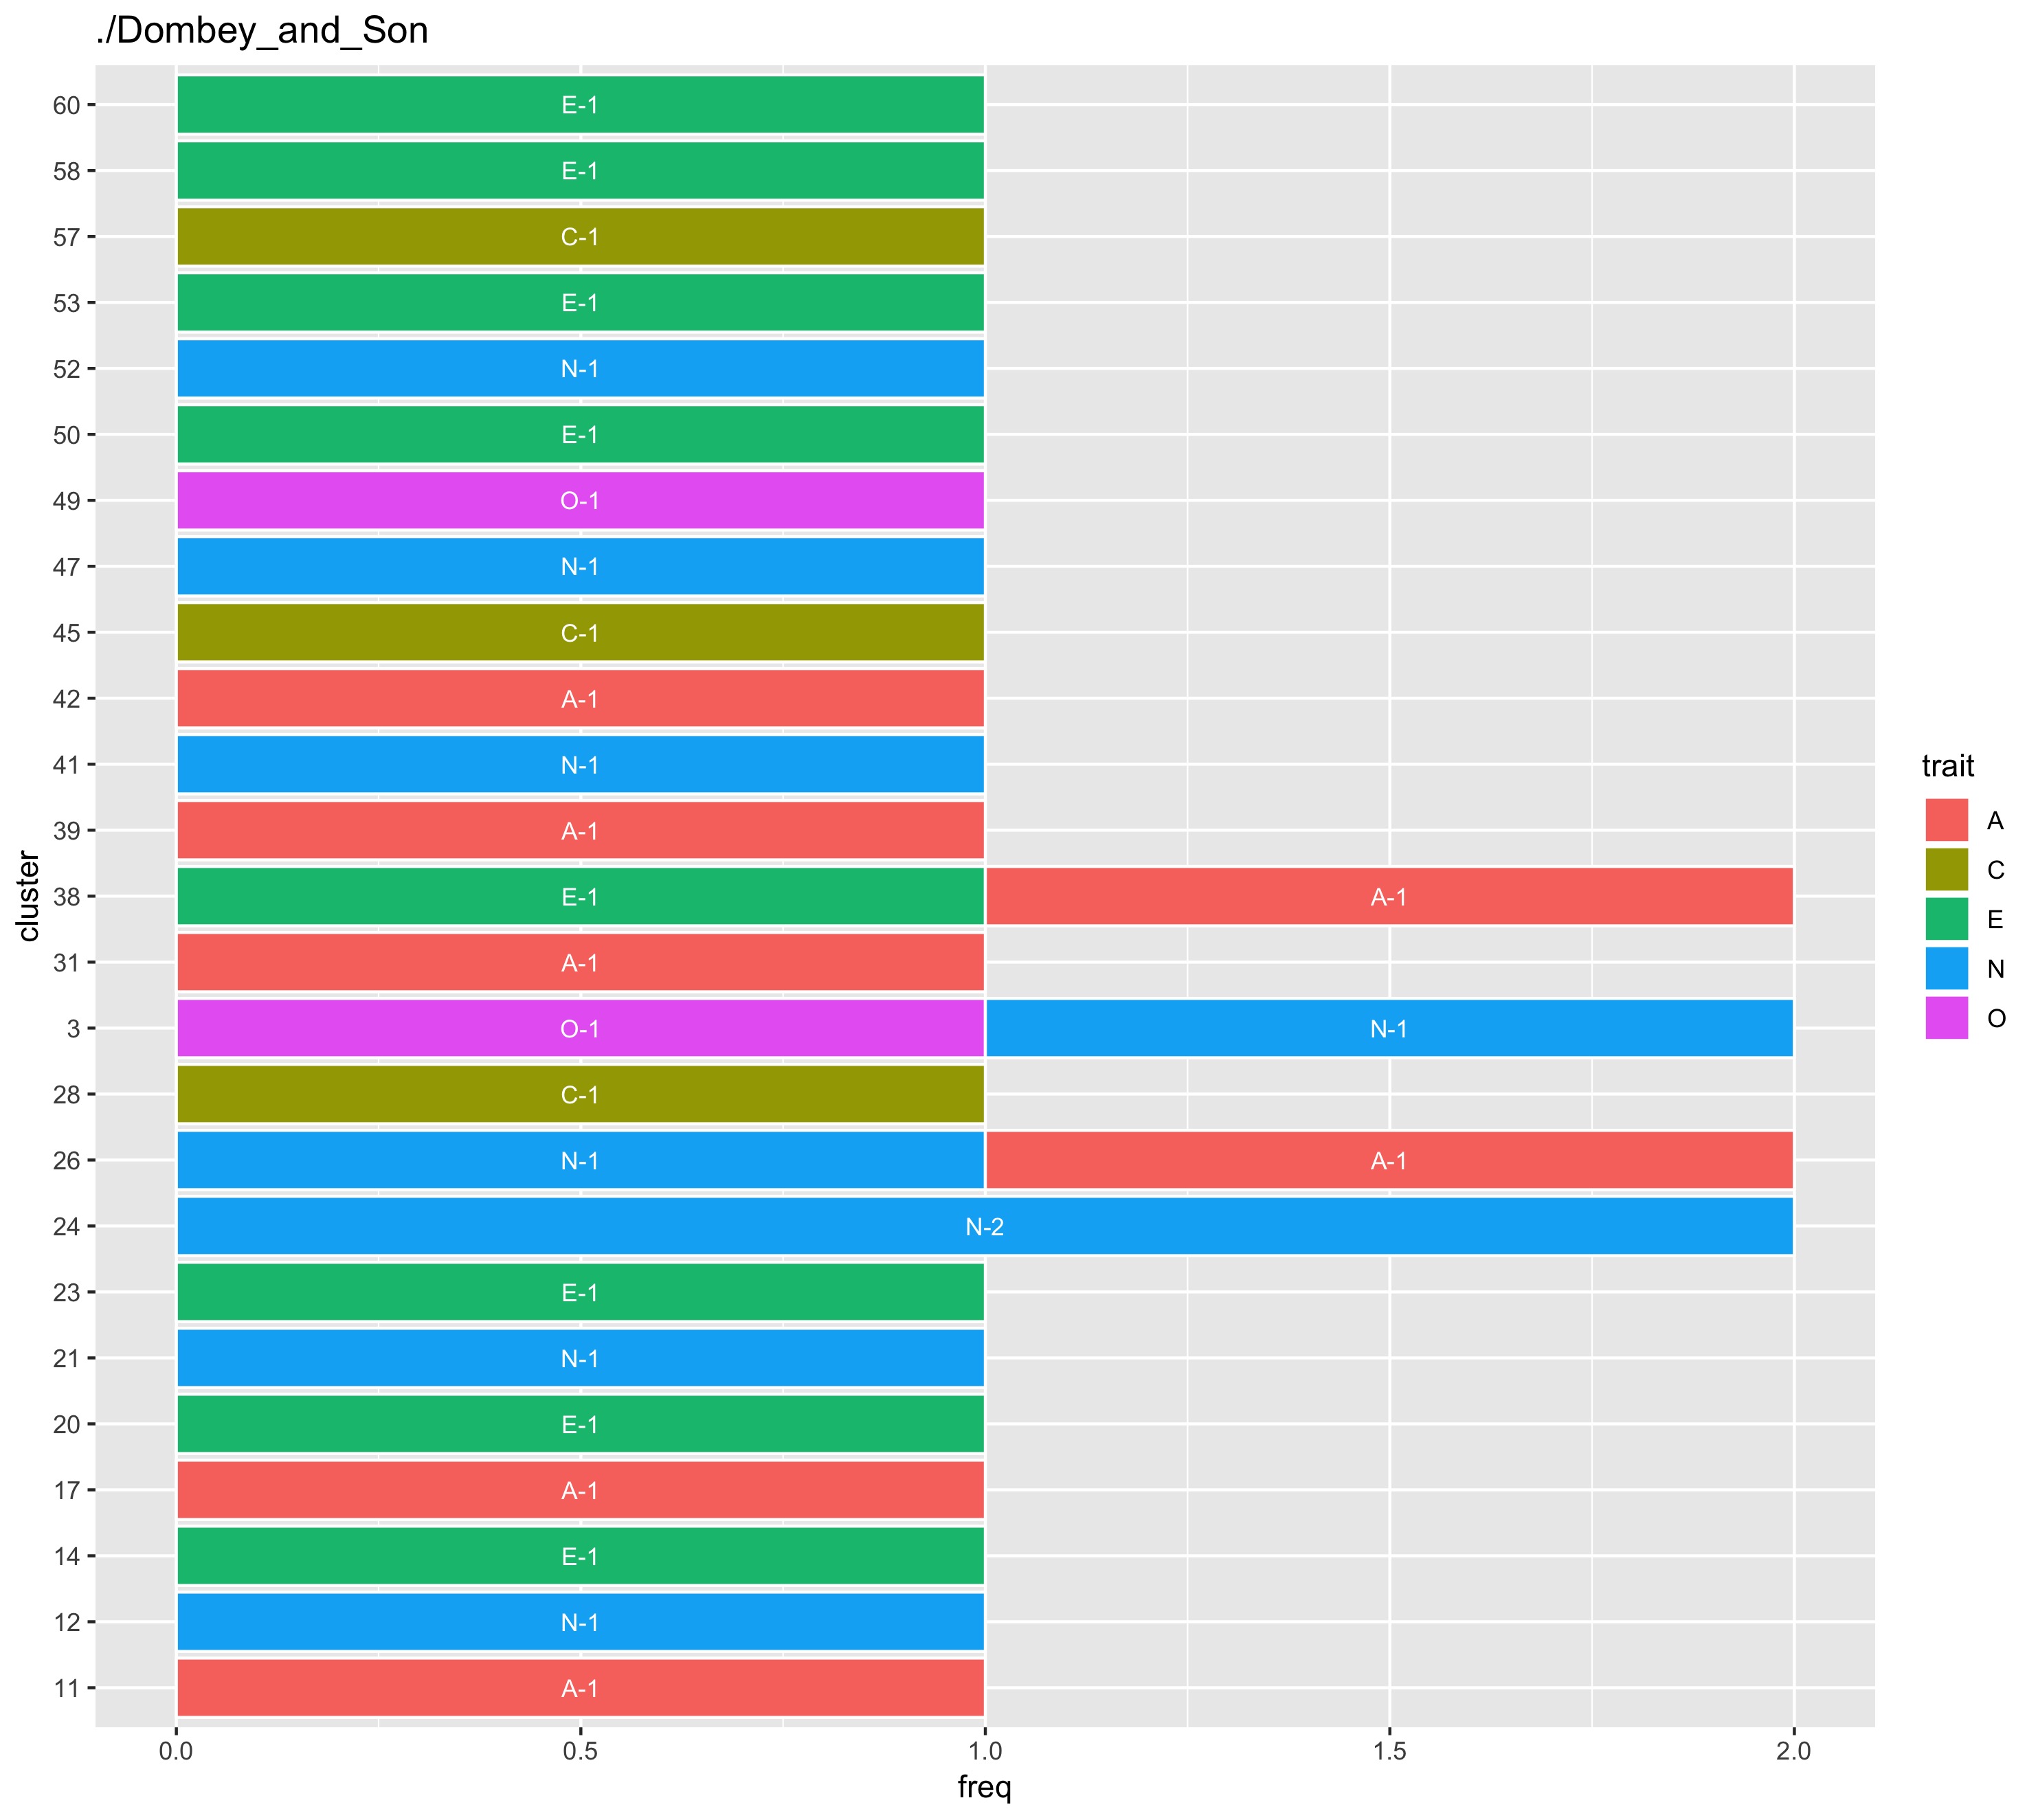 ./Dombey_and_Son
60 E-1
58 E-1
57 C-1
53 E-1
52 N-1
50 E-1
49 O-1
47 N-1
45 C-1
42 A-1
41 N-1
39 A-1
38 E-1 A-1
31 A-1
3 O-1 N-1
28 C-1
26 N-1 A-1
24 N-2
23 E-1
21 N-1
20 E-1
17 A-1
14 E-1
12 N-1
11 A-1
0.0 0.5 1.0 1.5 2.0
freq
cluster
trait
A
C
E
N
O